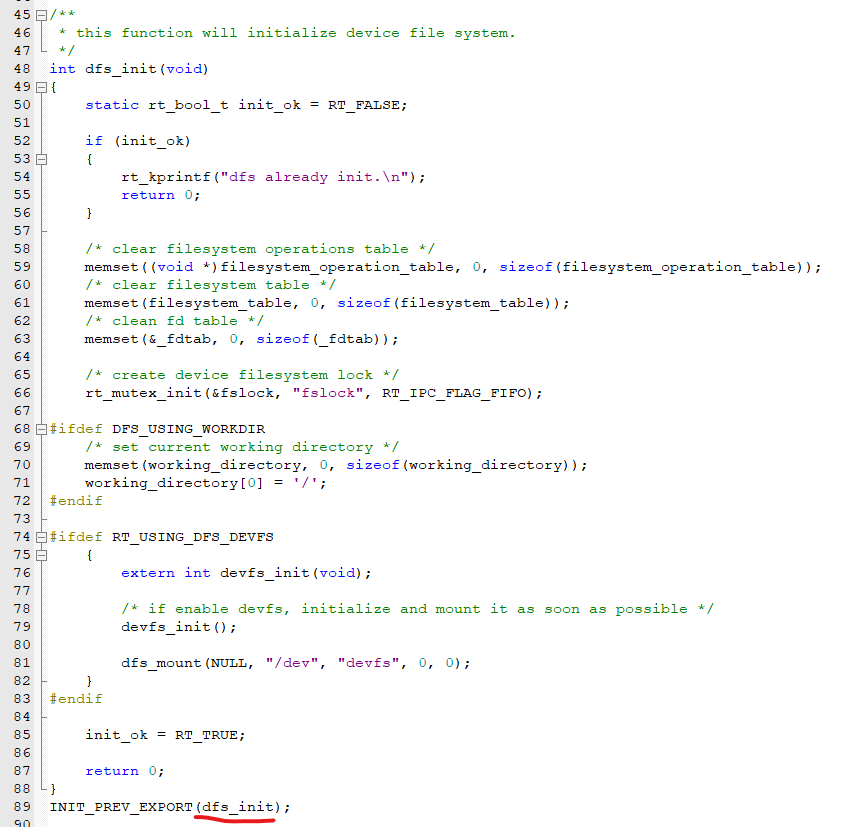 45 /**
46  * this function will initialize device file system.
47  */
48 int dfs_init(void)
49 {
50     static rt_bool_t init_ok = RT_FALSE;
51
52     if (init_ok)
53     {
54         rt_kprintf("dfs already init.\n");
55         return 0;
56     }
57
58     /* clear filesystem operations table */
59     memset((void *)filesystem_operation_table, 0, sizeof(filesystem_operation_table));
60     /* clear filesystem table */
61     memset(filesystem_table, 0, sizeof(filesystem_table));
62     /* clean fd table */
63     memset(&_fdtab, 0, sizeof(_fdtab));
64
65     /* create device filesystem lock */
66     rt_mutex_init(&fslock, "fslock", RT_IPC_FLAG_FIFO);
67
68 #ifdef DFS_USING_WORKDIR
69     /* set current working directory */
70     memset(working_directory, 0, sizeof(working_directory));
71     working_directory[0] = '/';
72 #endif
73
74 #ifdef RT_USING_DFS_DEVFS
75     {
76         extern int devfs_init(void);
77
78         /* if enable devfs, initialize and mount it as soon as possible */
79         devfs_init();
80
81         dfs_mount(NULL, "/dev", "devfs", 0, 0);
82     }
83 #endif
84
85     init_ok = RT_TRUE;
86
87     return 0;
88 }
89 INIT_PREV_EXPORT(dfs_init);
90